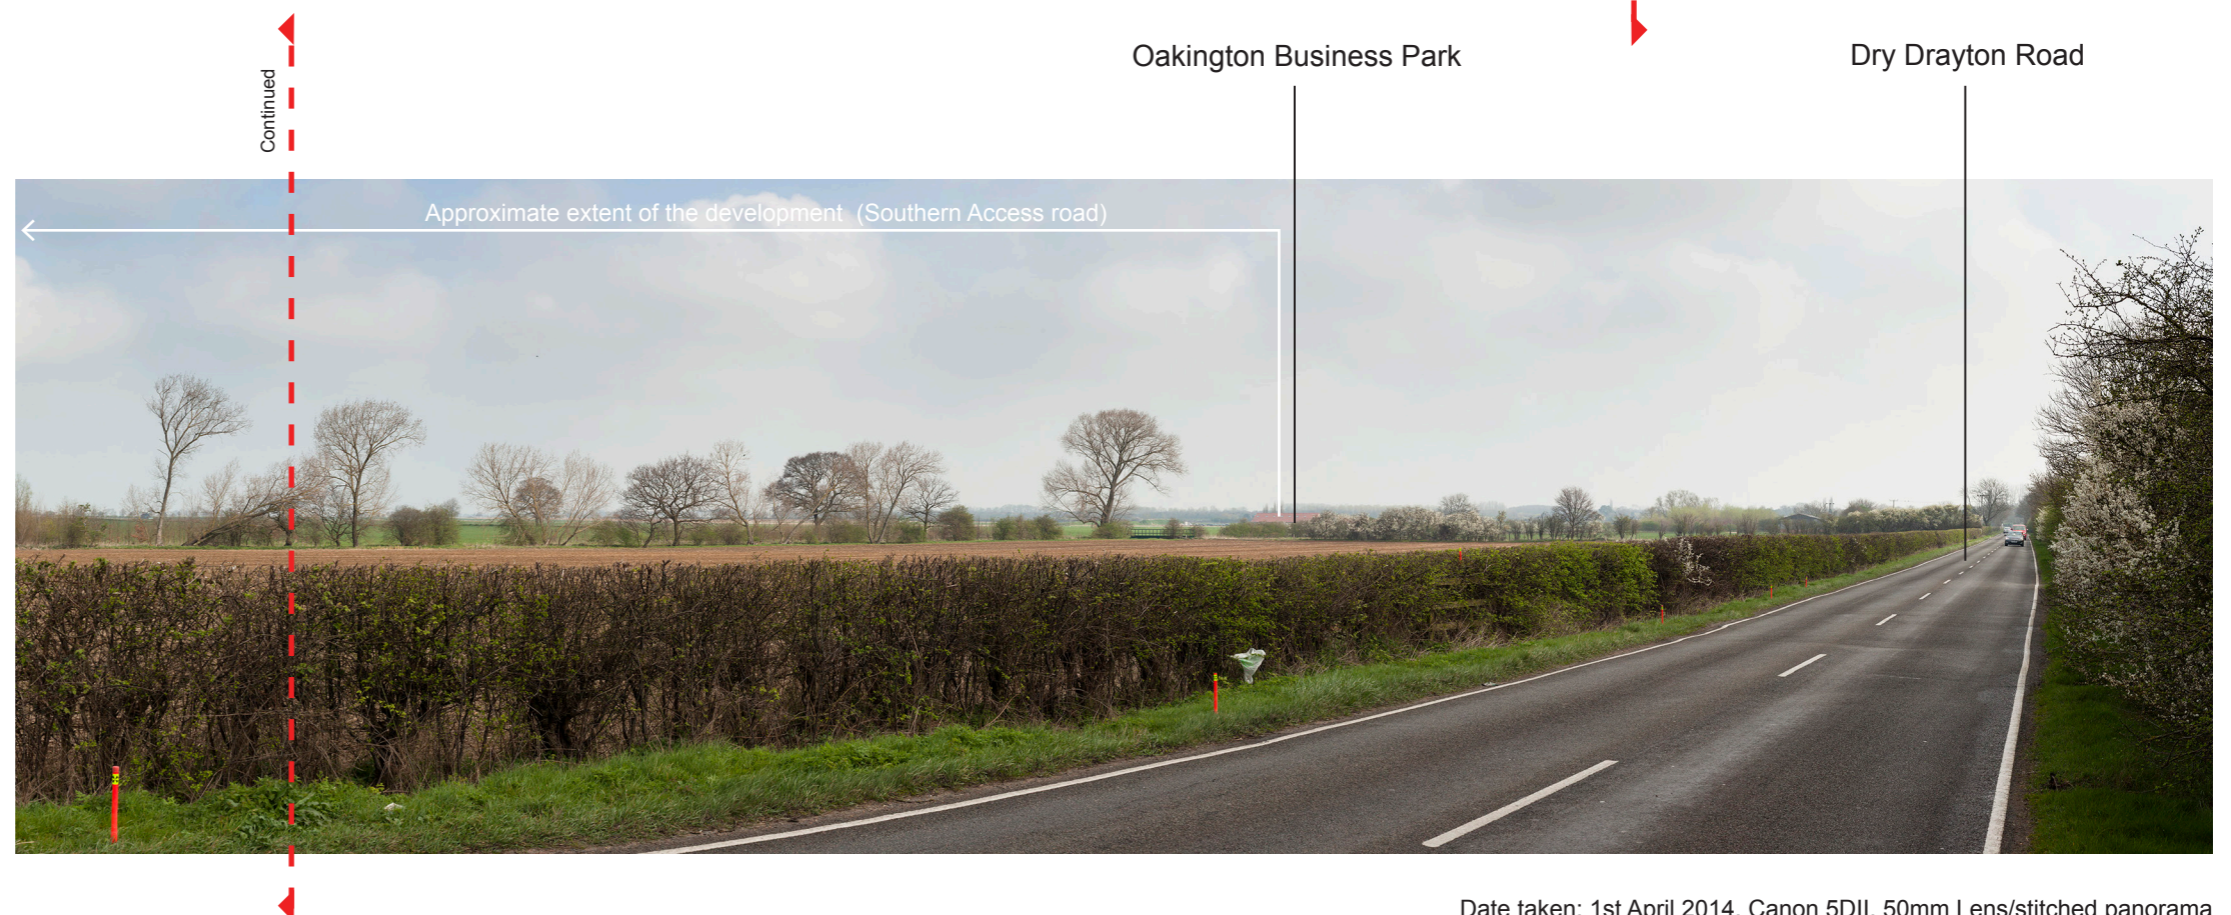 Continued
Oakington Business Park
Dry Drayton Road
Approximate extent of the development (Southern Access road)
Date taken: 1st April 2014, Canon 5DII, 50mm Lens/stitched panorama